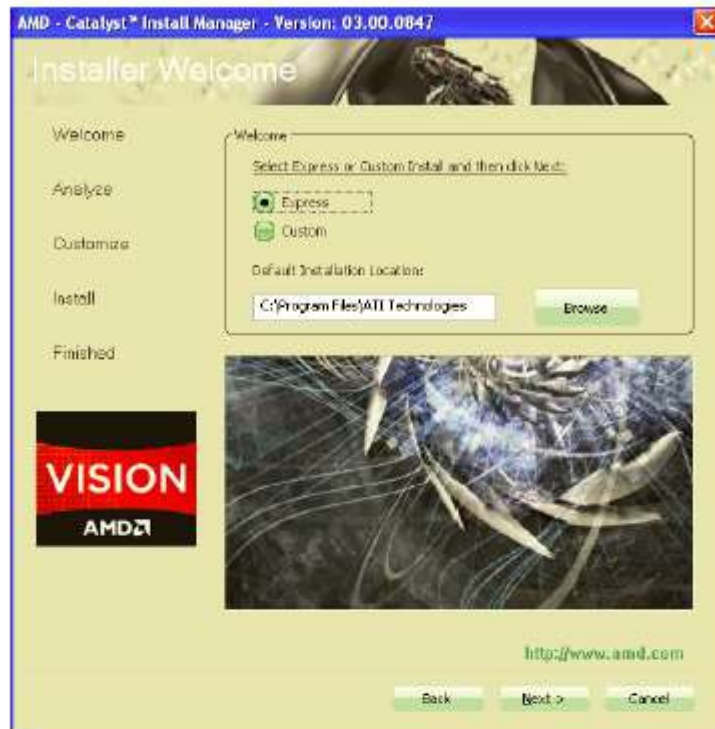 AMD - Catalyst™ Install Manager - Version: 03.00.0847
Installer Welcome
Welcome
Analyze
Customize
Install
Finished
Welcome
Select Express or Custom Install and then click Next:
Express
Custom
Default Installation Location:
C:\Program Files\ATI Technologies
Browse
VISION
AMD
http://www.amd.com
Back
Next >
Cancel